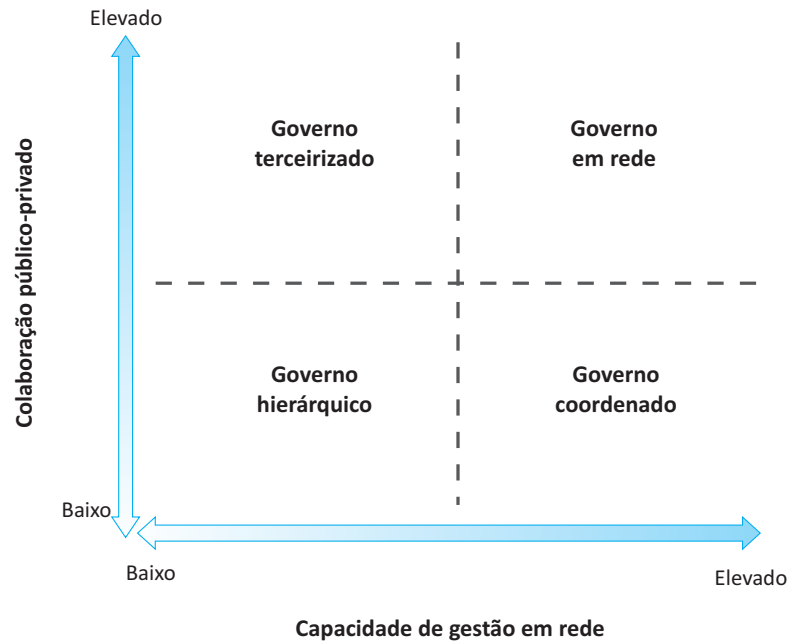 Elevado
Colaboração público-privado
Governo
terceirizado
Governo
em rede
Governo
hierárquico
Governo
coordenado
Baixo
Baixo
Elevado
Capacidade de gestão em rede